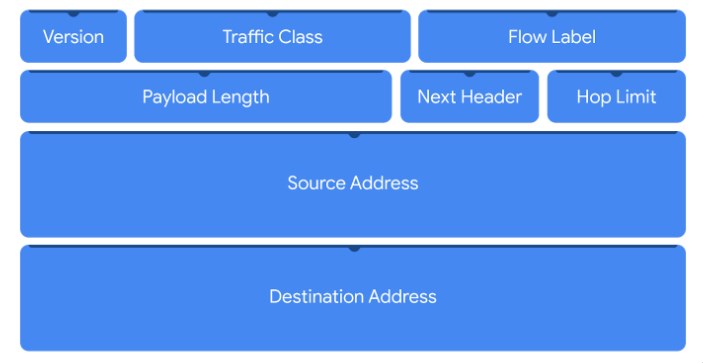 Version Traffic Class Flow Label
Payload Length Next Header Hop Limit
Source Address
Destination Address